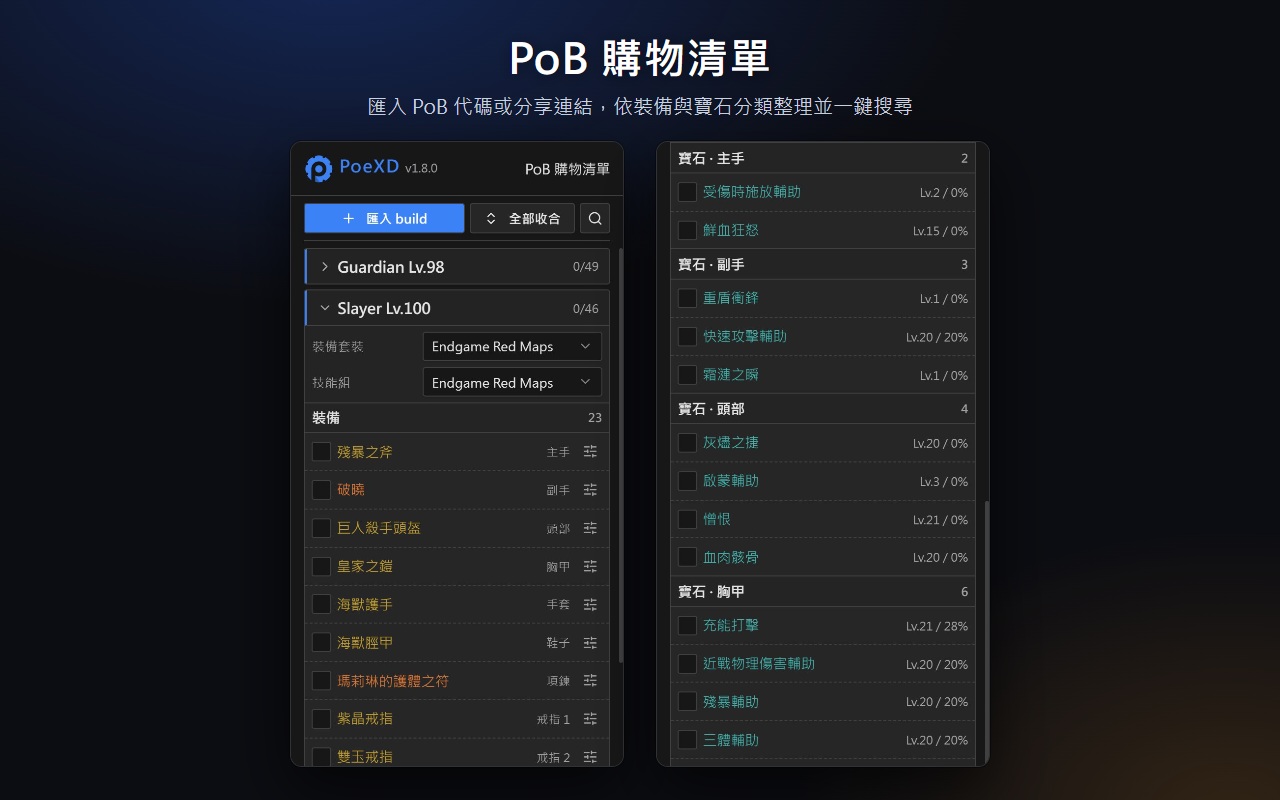 PoB 購物清單
匯入 PoB 代碼或分享連結，依裝備與寶石分類整理並一鍵搜尋
PoeXD v1.8.0 PoB 購物清單
匯入 build 全部收合
Guardian Lv.98 0/49
Slayer Lv.100 0/46
裝備套裝 Endgame Red Maps
技能組 Endgame Red Maps
裝備 23
殘暴之斧 主手
破曉 副手
巨人殺手頭盔 頭部
皇家之鎧 胸甲
海獸護手 手套
海獸脛甲 鞋子
瑪莉琳的護體之符 項鍊
紫晶戒指 戒指 1
雙玉戒指 戒指 2
寶石 · 主手 2
受傷時施放輔助 Lv.2 / 0%
鮮血狂怒 Lv.15 / 0%
寶石 · 副手 3
重盾衝鋒 Lv.1 / 0%
快速攻擊輔助 Lv.20 / 20%
霜漣之瞬 Lv.1 / 0%
寶石 · 頭部 4
灰燼之捷 Lv.20 / 0%
啟蒙輔助 Lv.3 / 0%
憎恨 Lv.21 / 0%
血肉骸骨 Lv.20 / 0%
寶石 · 胸甲 6
充能打擊 Lv.21 / 28%
近戰物理傷害輔助 Lv.20 / 20%
殘暴輔助 Lv.20 / 20%
三體輔助 Lv.20 / 20%